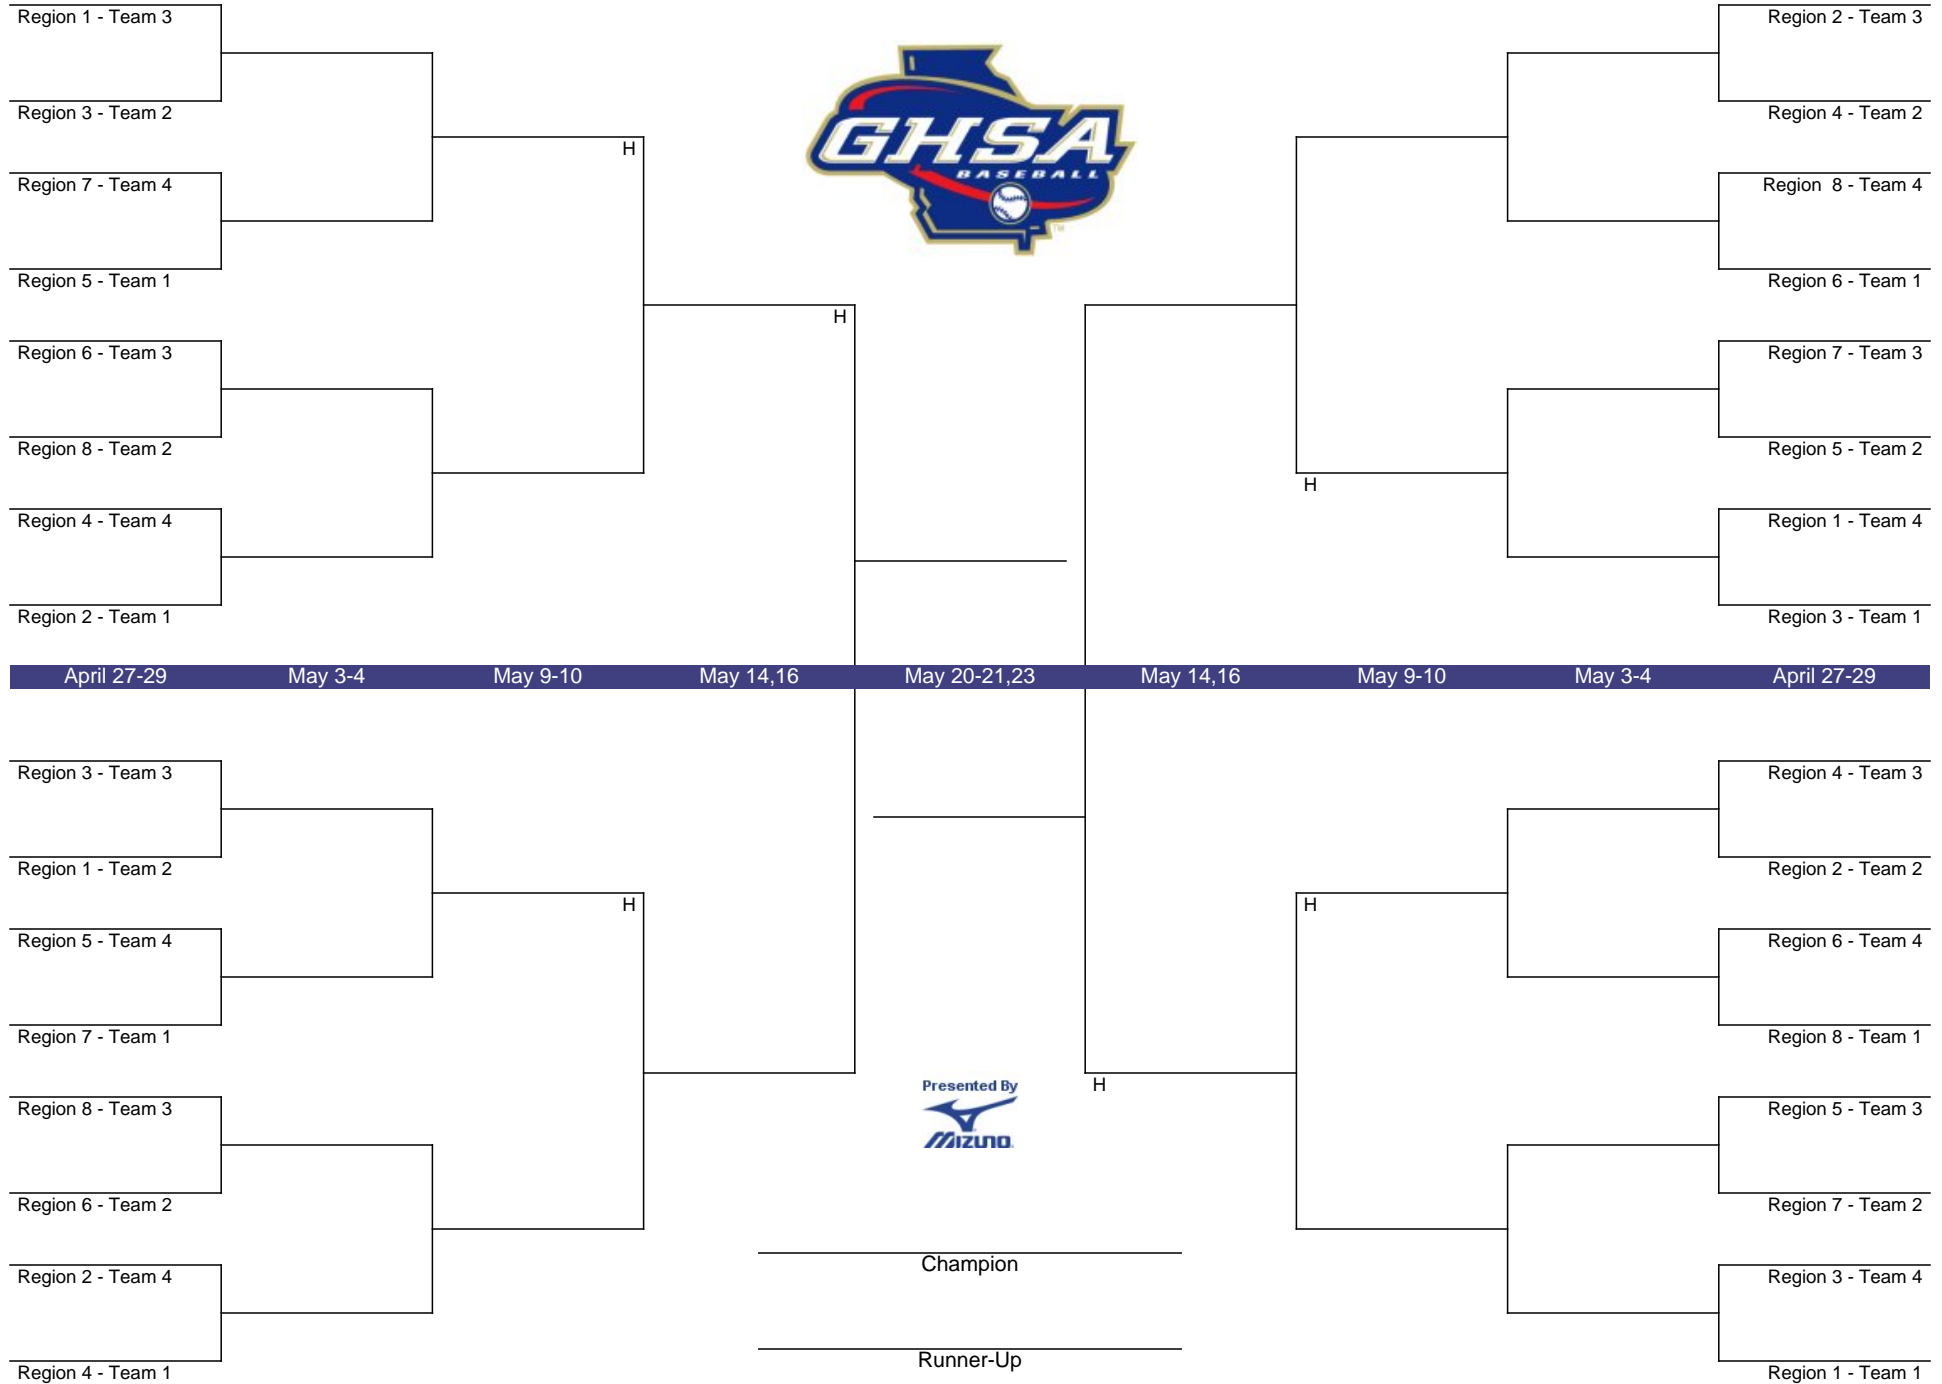 Region 1 - Team 3
Region 2 - Team 3
Region 3 - Team 2
Region 4 - Team 2
GHSA
BASEBALL
TM
H
Region 7 - Team 4
Region  8 - Team 4
Region 5 - Team 1
Region 6 - Team 1
H
Region 6 - Team 3
Region 7 - Team 3
Region 8 - Team 2
Region 5 - Team 2
H
Region 4 - Team 4
Region 1 - Team 4
Region 2 - Team 1
Region 3 - Team 1
April 27-29 May 3-4 May 9-10 May 14,16 May 20-21,23 May 14,16 May 9-10 May 3-4 April 27-29
Region 3 - Team 3
Region 4 - Team 3
Region 1 - Team 2
Region 2 - Team 2
H
H
Region 5 - Team 4
Region 6 - Team 4
Region 7 - Team 1
Region 8 - Team 1
Presented By
MIZUNO
H
Region 8 - Team 3
Region 5 - Team 3
Region 6 - Team 2
Region 7 - Team 2
Champion
Region 2 - Team 4
Region 3 - Team 4
Runner-Up
Region 4 - Team 1
Region 1 - Team 1